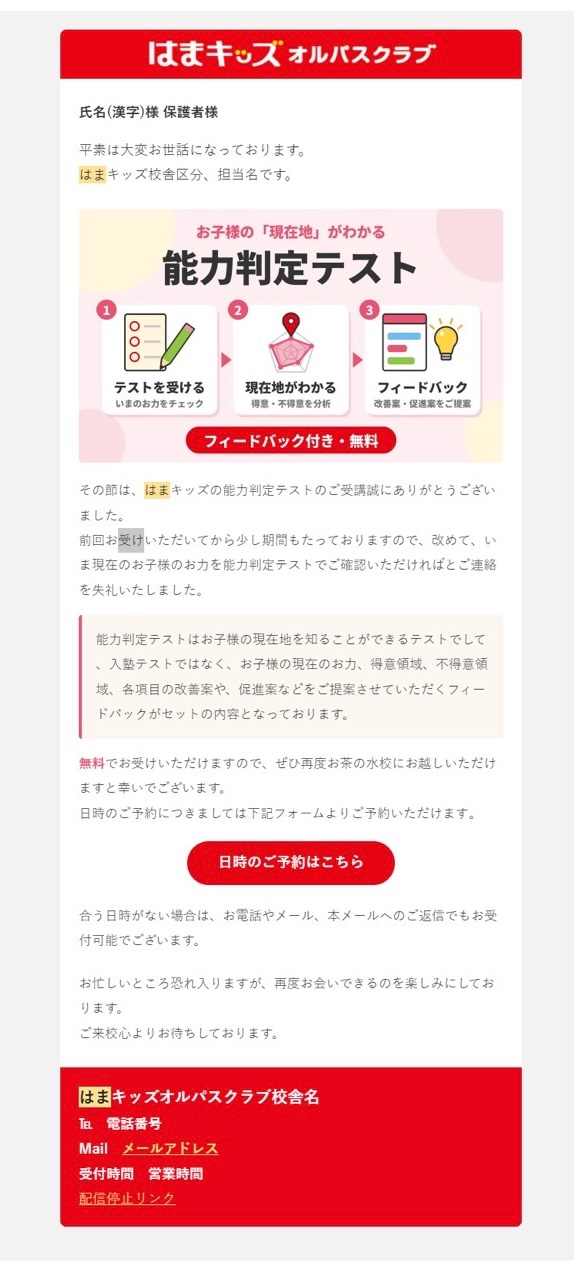 はまキッズ オルパスクラブ
氏名(漢字)様 保護者様
平素は大変お世話になっております。
はまキッズ校舎区分、担当名です。
お子様の「現在地」がわかる
能力判定テスト
1
テストを受ける
いまのお力をチェック
2
現在地がわかる
得意・不得意を分析
3
フィードバック
改善案・促進案をご提案
フィードバック付き・無料
その節は、はまキッズの能力判定テストのご受講誠にありがとうござい
ました。
前回お受けいただいてから少し期間もたっておりますので、改めて、い
ま現在のお子様のお力を能力判定テストでご確認いただければとご連絡
を失礼いたしました。
能力判定テストはお子様の現在地を知ることができるテストでして
、入塾テストではなく、お子様の現在のお力、得意領域、不得意領
域、各項目の改善案や、促進案などをご提案させていただくフィー
ドバックがセットの内容となっております。
無料でお受けいただけますので、ぜひ再度お茶の水校にお越しいただけ
ますと幸いでございます。
日時のご予約につきましては下記フォームよりご予約いただけます。
日時のご予約はこちら
合う日時がない場合は、お電話やメール、本メールへのご返信でもお受
付可能でございます。
お忙しいところ恐れ入りますが、再度お会いできるのを楽しみにしてお
ります。
ご来校心よりお待ちしております。
はまキッズオルパスクラブ校舎名
℡ 電話番号
Mail メールアドレス
受付時間 営業時間
配信停止リンク